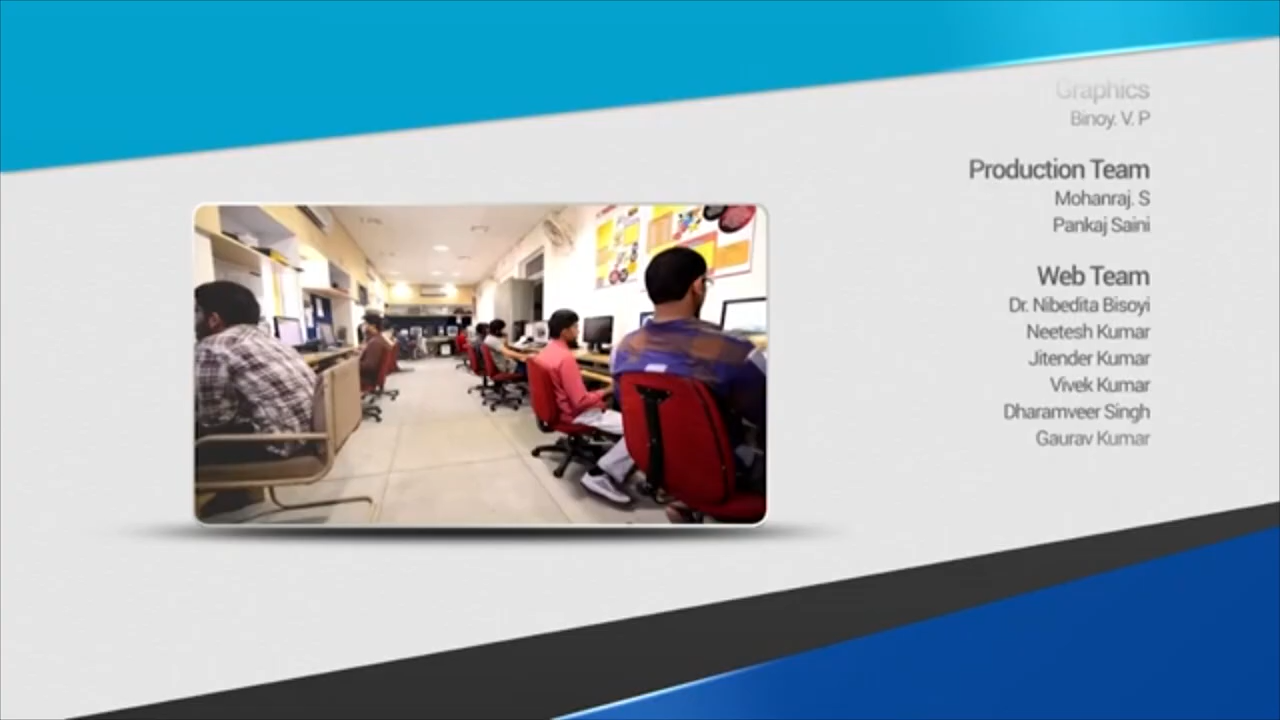 Graphics
Binoy. V. P
Production Team
Mohanraj. S
Pankaj Saini
Web Team
Dr. Nibedita Bisoyi
Neetesh Kumar
Jitender Kumar
Vivek Kumar
Dharamveer Singh
Gaurav Kumar